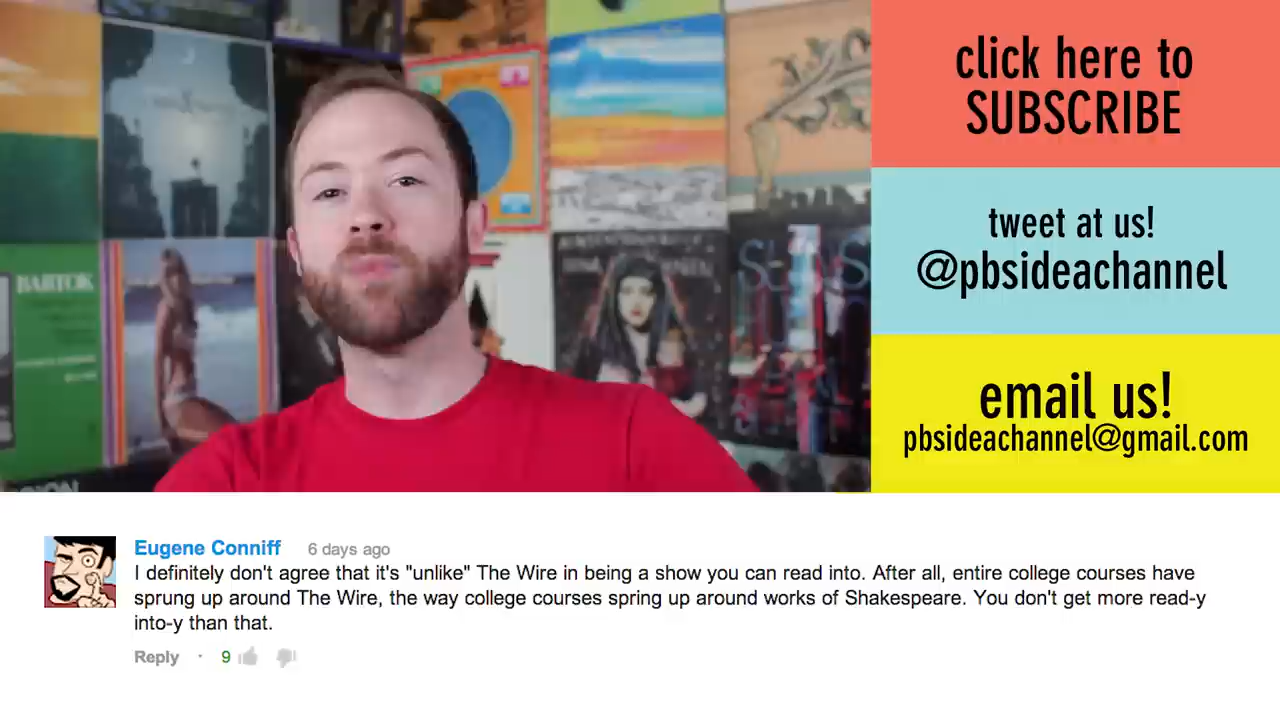 click here to
SUBSCRIBE
tweet at us!
@pbsideachannel
email us!
pbsideachannel@gmail.com
BARTOK
Eugene Conniff 6 days ago
I definitely don't agree that it's "unlike" The Wire in being a show you can read into. After all, entire college courses have
sprung up around The Wire, the way college courses spring up around works of Shakespeare. You don't get more read-y
into-y than that.
Reply · 9